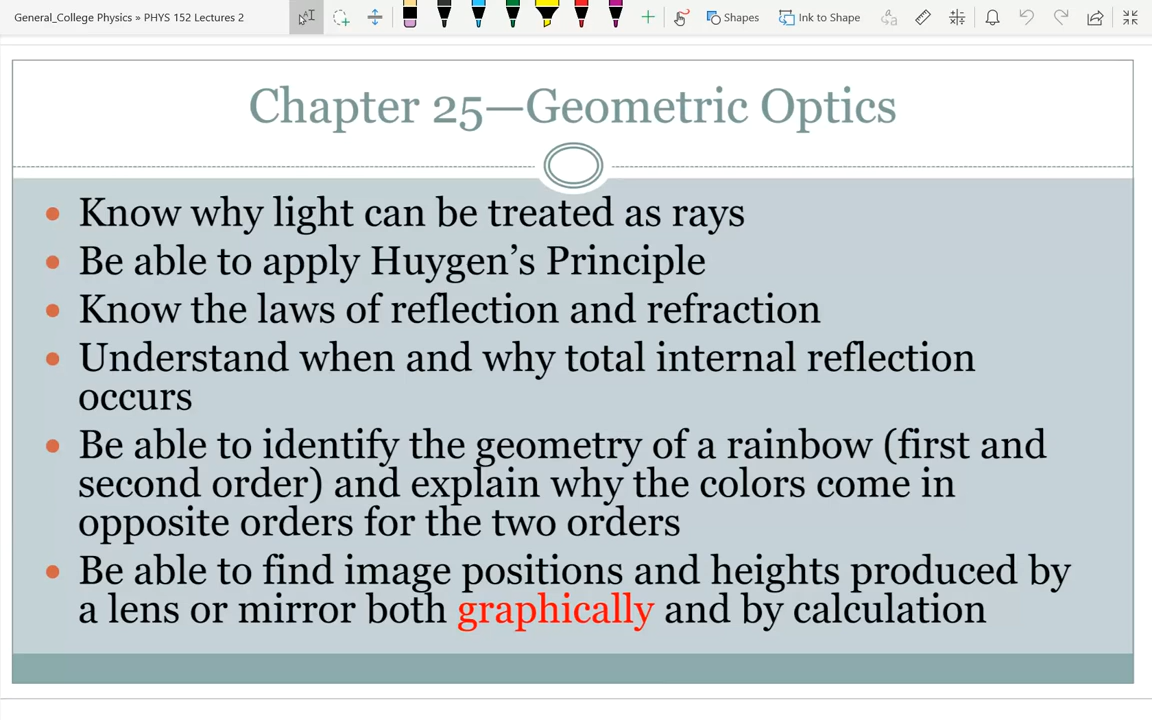 General_College Physics » PHYS 152 Lectures 2
Shapes
Ink to Shape
Chapter 25—Geometric Optics
• Know why light can be treated as rays
• Be able to apply Huygen’s Principle
• Know the laws of reflection and refraction
• Understand when and why total internal reflection
occurs
• Be able to identify the geometry of a rainbow (first and
second order) and explain why the colors come in
opposite orders for the two orders
• Be able to find image positions and heights produced by
a lens or mirror both graphically and by calculation